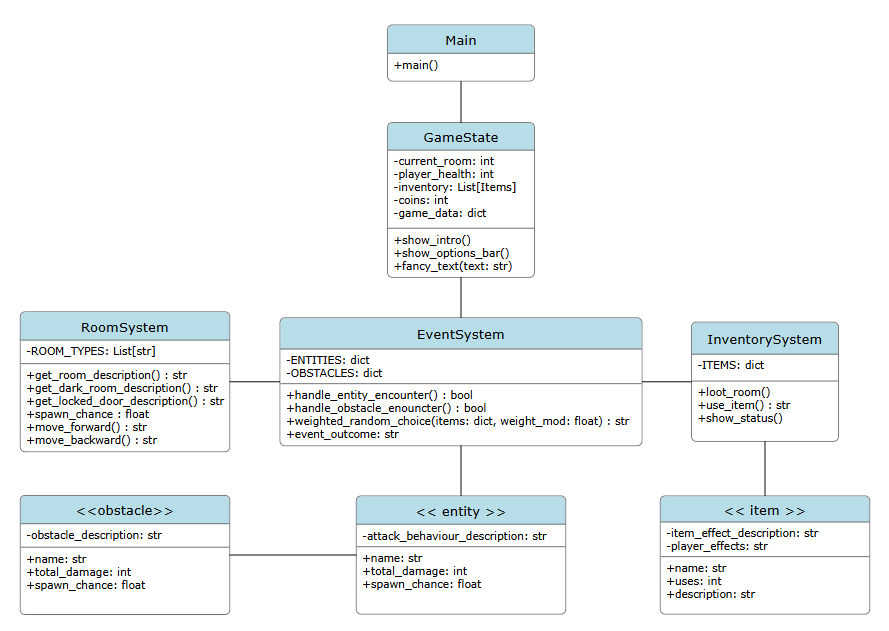 Main
+main()
GameState
-current_room: int
-player_health: int
-inventory: List[Items]
-coins: int
-game_data: dict
+show_intro()
+show_options_bar()
+fancy_text(text: str)
RoomSystem
-ROOM_TYPES: List[str]
+get_room_description() : str
+get_dark_room_description() : str
+get_locked_door_description() : str
+spawn_chance : float
+move_forward() : str
+move_backward() : str
EventSystem
-ENTITIES: dict
-OBSTACLES: dict
+handle_entity_encounter() : bool
+handle_obstacle_enouncter() : bool
+weighted_random_choice(items: dict, weight_mod: float) : str
+event_outcome: str
InventorySystem
-ITEMS: dict
+loot_room()
+use_item() : str
+show_status()
<<obstacle>>
-obstacle_description: str
+name: str
+total_damage: int
+spawn_chance: float
<< entity >>
-attack_behaviour_description: str
+name: str
+total_damage: int
+spawn_chance: float
<< item >>
-item_effect_description: str
-player_effects: str
+name: str
+uses: int
+description: str